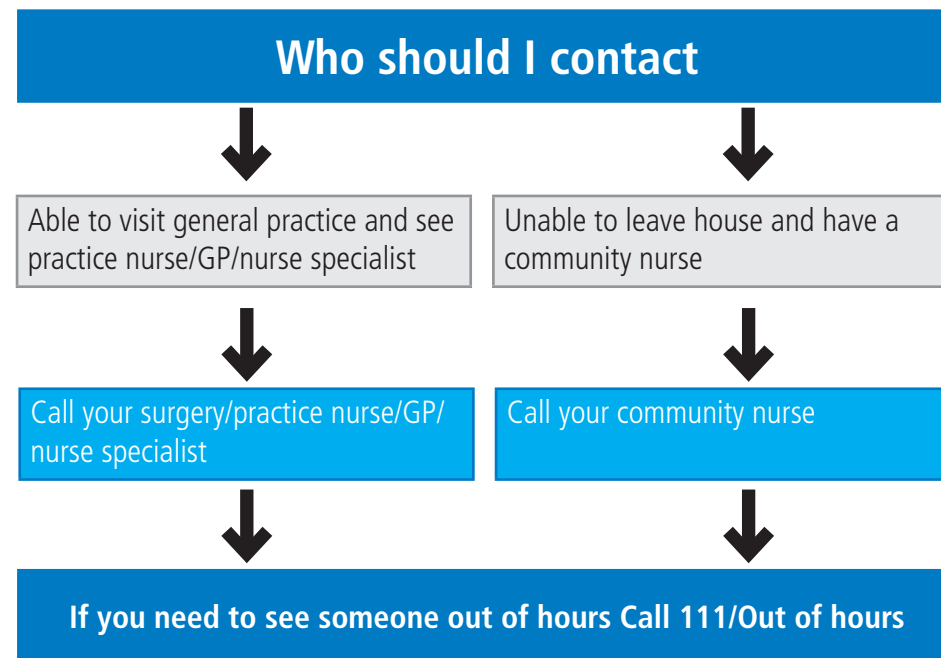 Who should I contact
Able to visit general practice and see
practice nurse/GP/nurse specialist
Unable to leave house and have a
community nurse
Call your surgery/practice nurse/GP/
nurse specialist
Call your community nurse
If you need to see someone out of hours Call 111/Out of hours